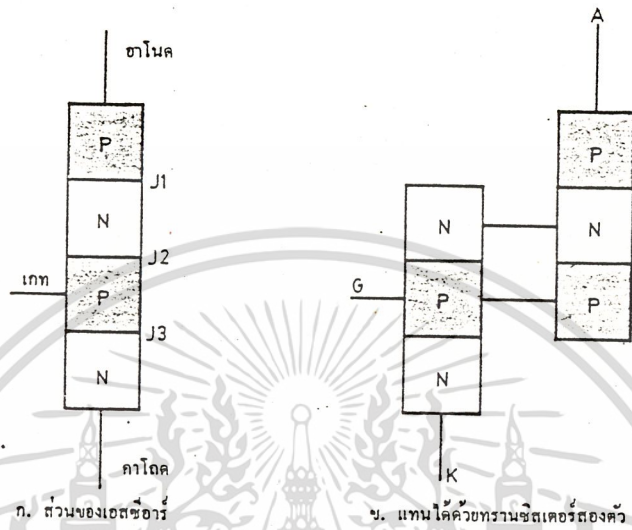 อาโนด
P
J1
N
J2
เกท
P
J3
N
คาโถด
ก. ส่วนของเอสซีอาร์
A
P
N
N
G
P
P
N
K
ข. แทนได้ด้วยทรานซิสเตอร์สองตัว